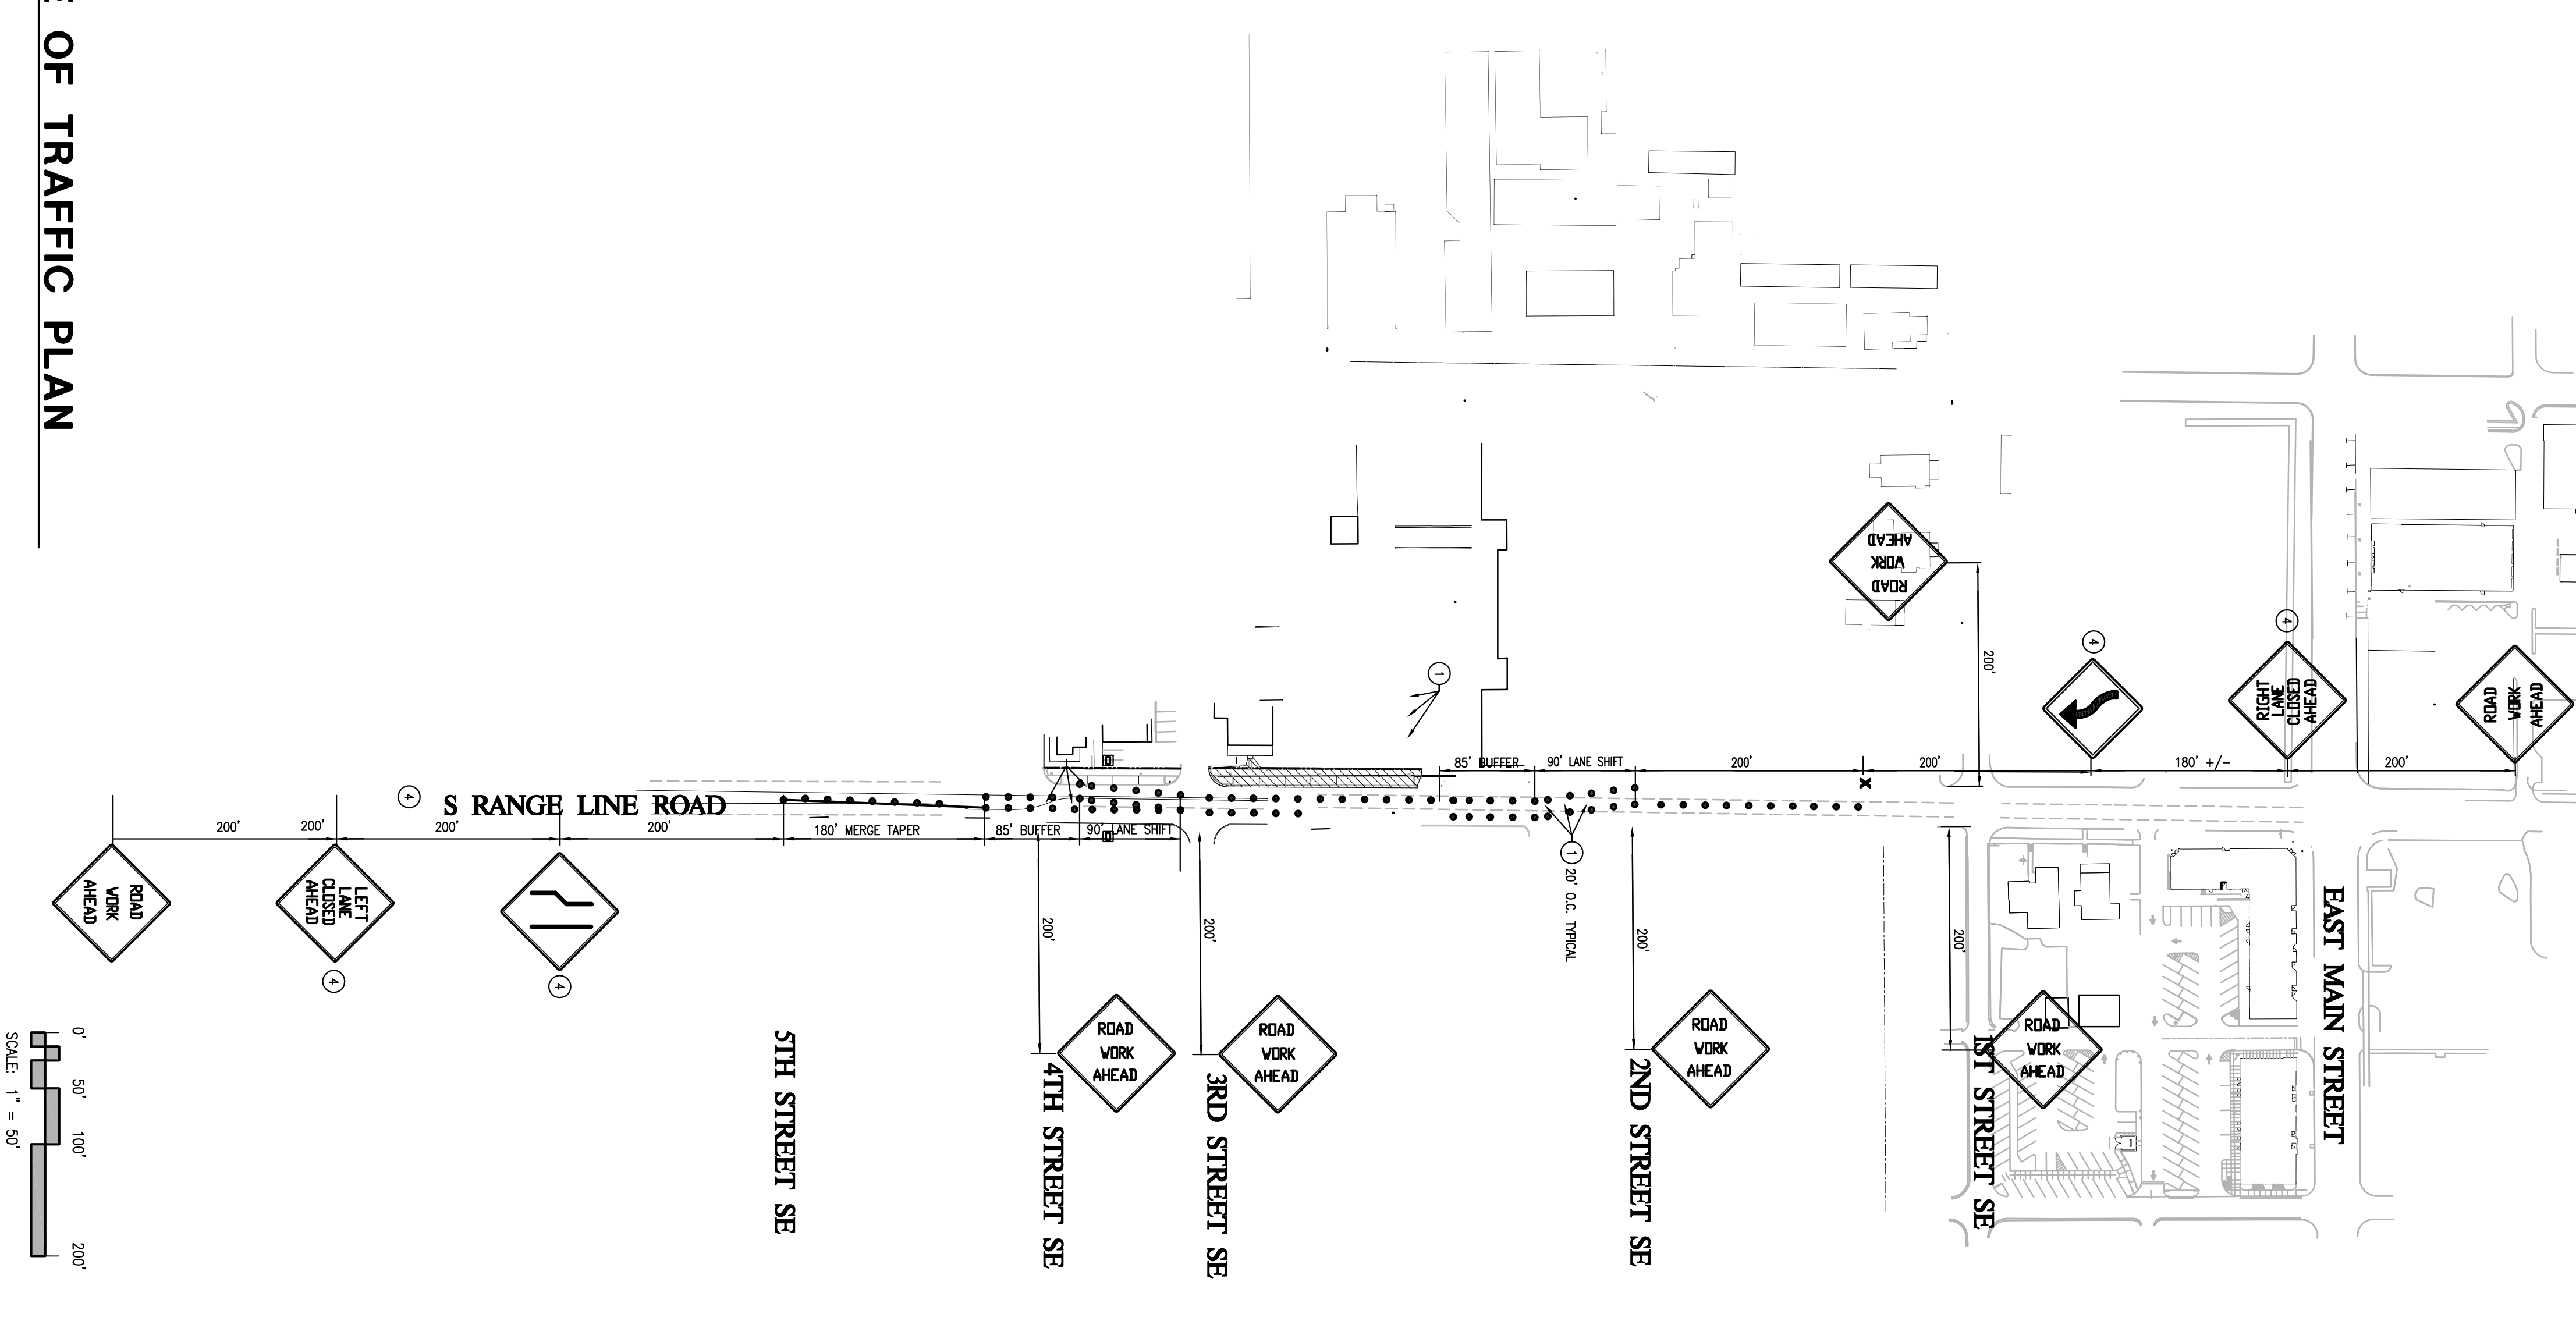 OF TRAFFIC PLAN
ROAD
WORK
AHEAD
4
RIGHT
LANE
CLOSED
AHEAD
4
ROAD
WORK
AHEAD
200'
1
85' BUFFER
90' LANE SHIFT
200'
200'
180' +/-
200'
4
S RANGE LINE ROAD
200'
200'
200'
200'
180' MERGE TAPER
85' BUFFER
90' LANE SHIFT
1
20' O.C. TYPICAL
ROAD
WORK
AHEAD
LEFT
LANE
CLOSED
AHEAD
4
4
200'
200'
200'
200'
ROAD
WORK
AHEAD
ROAD
WORK
AHEAD
ROAD
WORK
AHEAD
ROAD
WORK
AHEAD
5TH STREET SE
4TH STREET SE
3RD STREET SE
2ND STREET SE
1ST STREET SE
EAST MAIN STREET
0'
50'
100'
200'
SCALE: 1" = 50'